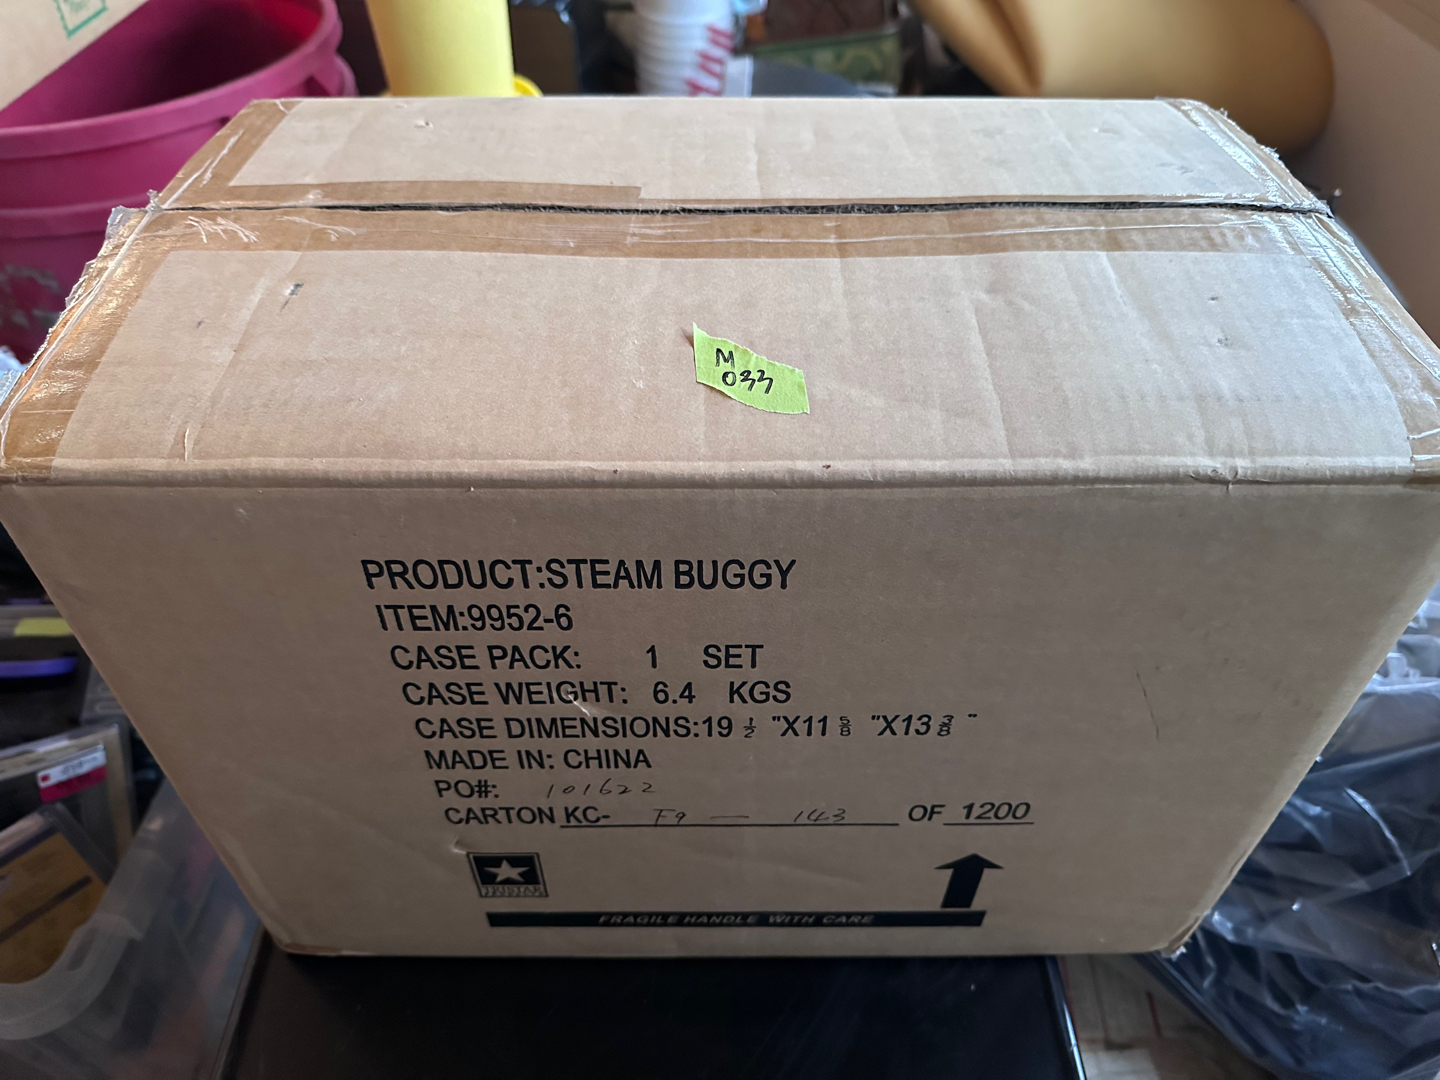 M
033
PRODUCT:STEAM BUGGY
ITEM:9952-6
CASE PACK: 1 SET
CASE WEIGHT: 6.4 KGS
CASE DIMENSIONS:19 1/2 "X11 5/8 "X13 3/8 "
MADE IN: CHINA
PO#: 101622
CARTON KC- F9 — 143 OF 1200
TRISTAR
FRAGILE HANDLE WITH CARE